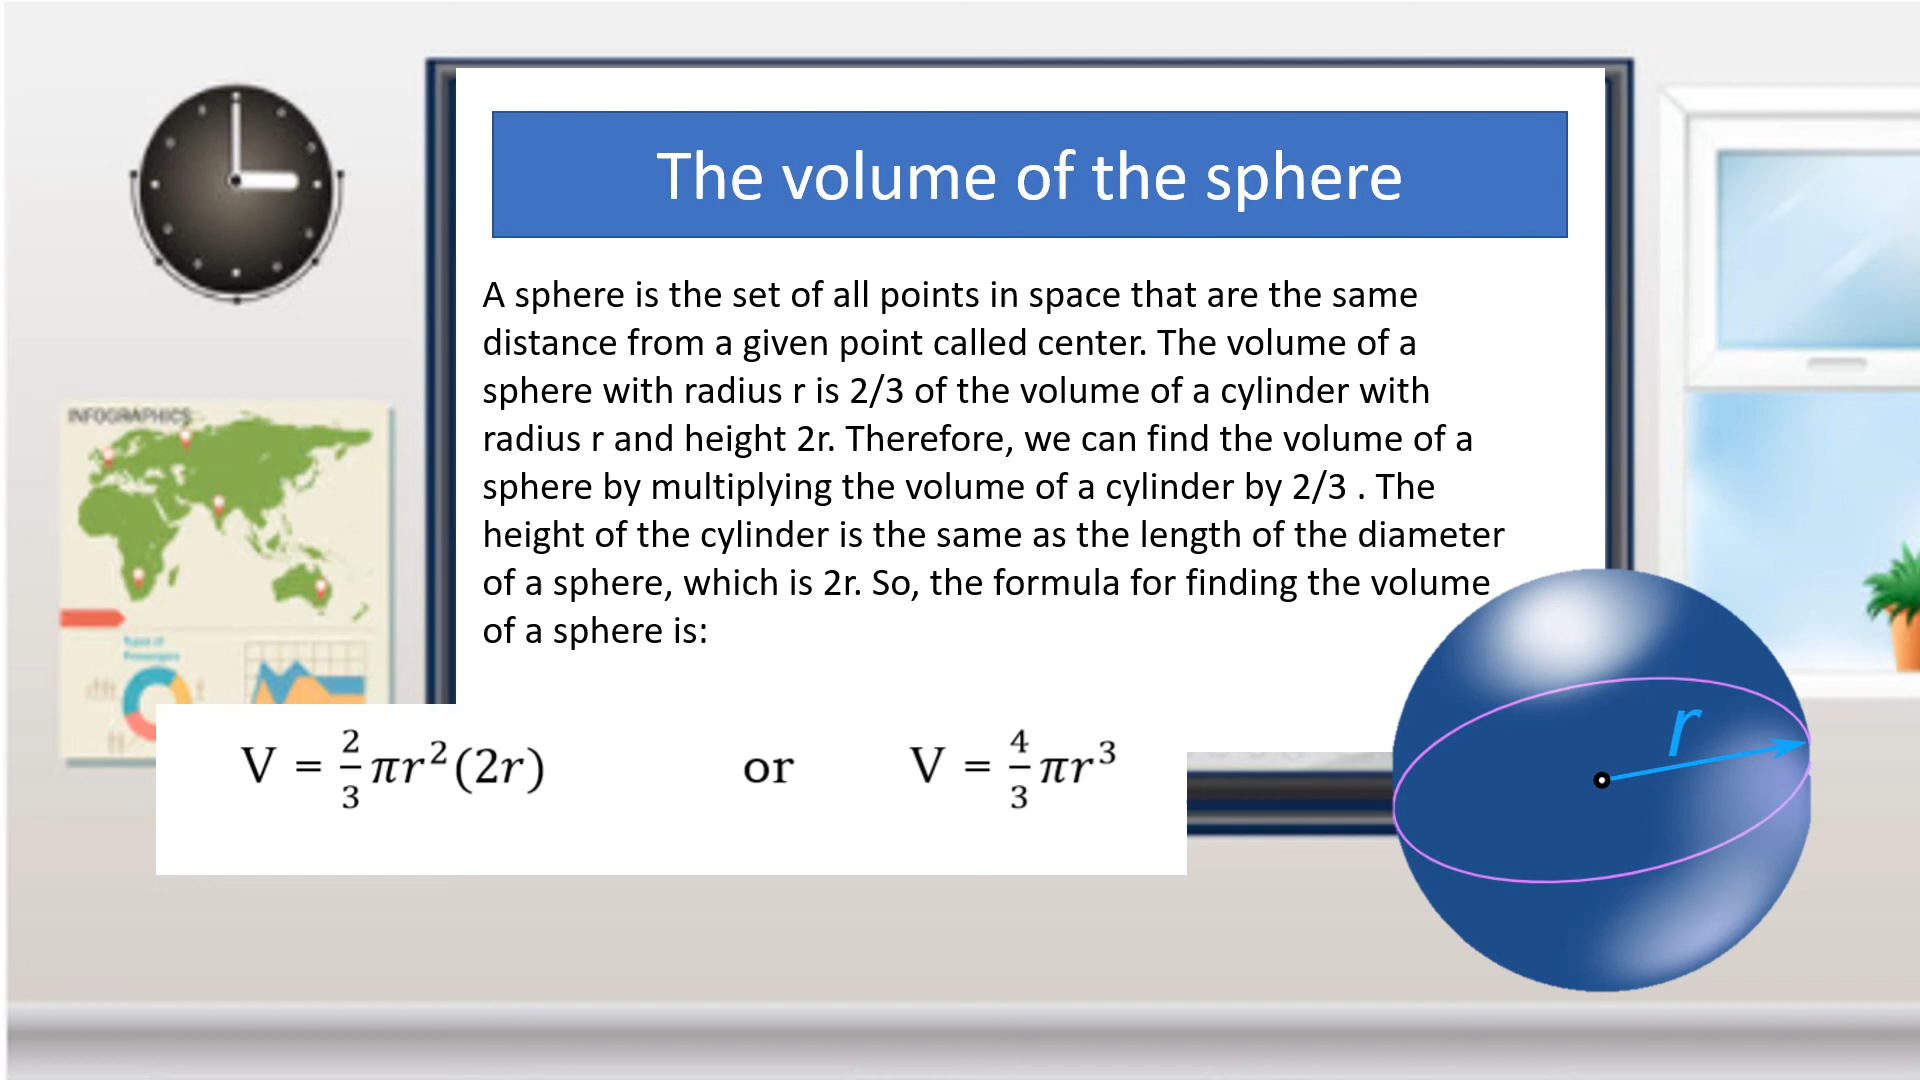 The volume of the sphere
A sphere is the set of all points in space that are the same
distance from a given point called center. The volume of a
sphere with radius r is 2/3 of the volume of a cylinder with
radius r and height 2r. Therefore, we can find the volume of a
sphere by multiplying the volume of a cylinder by 2/3 . The
height of the cylinder is the same as the length of the diameter
of a sphere, which is 2r. So, the formula for finding the volume
of a sphere is:
V = 2/3 πr²(2r) or V = 4/3 πr³
r
INFOGRAPHICS
Types of